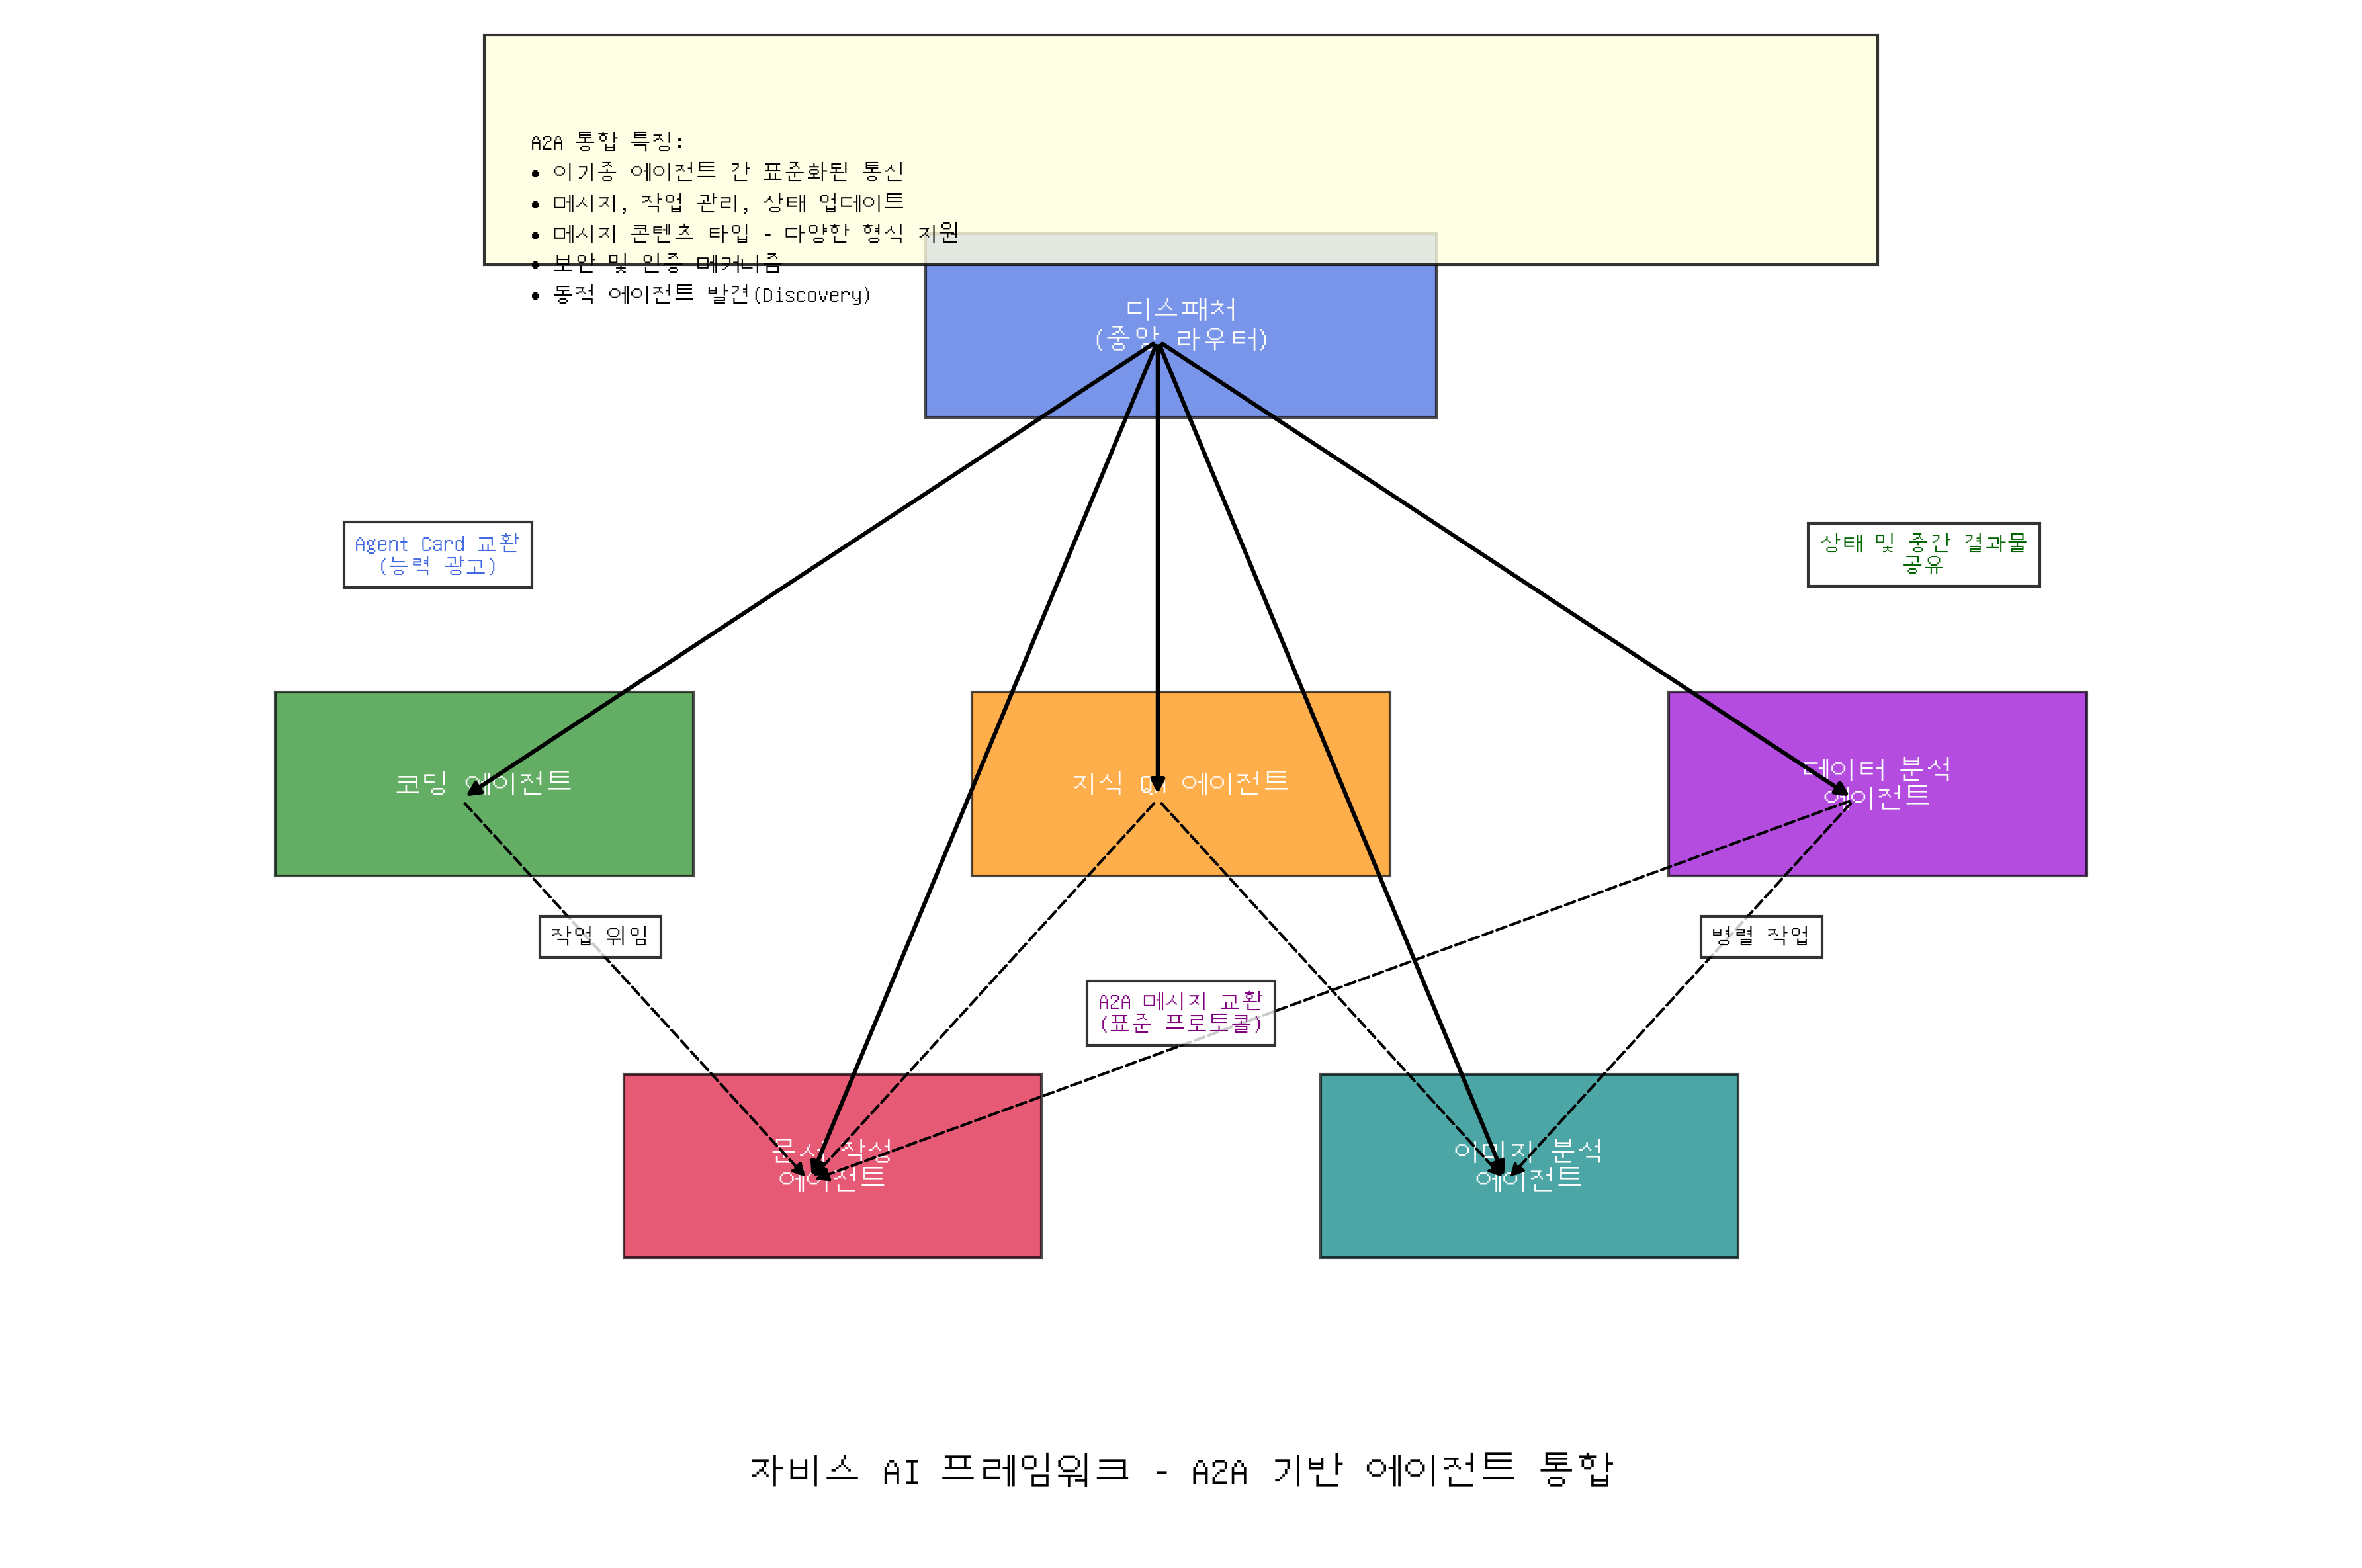 A2A 통합 특징:
• 이기종 에이전트 간 표준화된 통신
• 메시지, 작업 관리, 상태 업데이트
• 메시지 콘텐츠 타입 - 다양한 형식 지원
• 보안 및 인증 메커니즘
• 동적 에이전트 발견(Discovery)
디스패처
(중앙 라우터)
Agent Card 교환
(능력 광고)
상태 및 중간 결과물
공유
코딩 에이전트
지식 QA 에이전트
데이터 분석
에이전트
작업 위임
병렬 작업
A2A 메시지 교환
(표준 프로토콜)
문서 작성
에이전트
이미지 분석
에이전트
자비스 AI 프레임워크 - A2A 기반 에이전트 통합